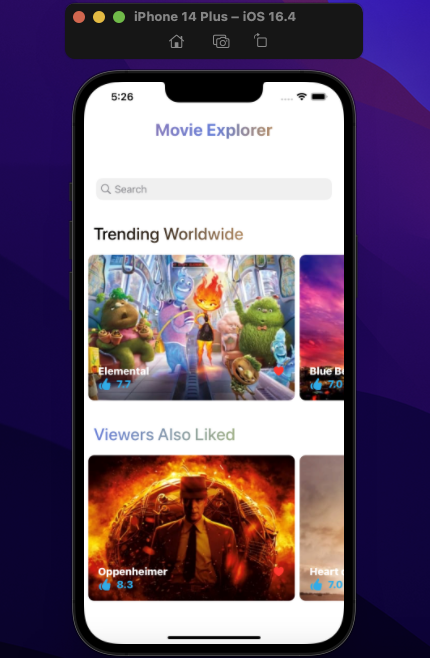 iPhone 14 Plus – iOS 16.4
5:26
Movie Explorer
Search
Trending Worldwide
Elemental
7.7
Blue Be
7.0
Viewers Also Liked
Oppenheimer
8.3
Heart o
7.0